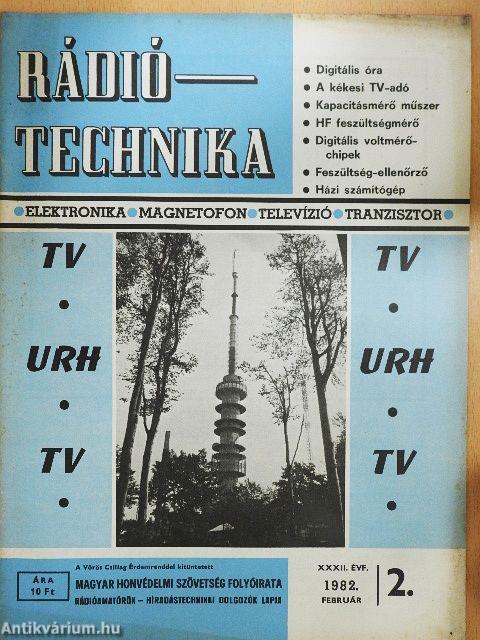 RÁDIÓ—
TECHNIKA
● Digitális óra
● A kékesi TV-adó
● Kapacitásmérő műszer
● HF feszültségmérő
● Digitális voltmérő-
chipek
● Feszültség-ellenőrző
● Házi számítógép
● ELEKTRONIKA ● MAGNETOFON ● TELEVÍZIÓ ● TRANZISZTOR ●
TV
•
URH
•
TV
•
TV
•
URH
•
TV
•
ÁRA
10 Ft
A Vörös Csillag Érdemrenddel kitüntetett
MAGYAR HONVÉDELMI SZÖVETSÉG FOLYÓIRATA
RÁDIÓAMATŐRÖK – HÍRADÁSTECHNIKAI DOLGOZÓK LAPJA
XXXII. ÉVF.
1982.
FEBRUÁR
2.
Antikvárium.hu